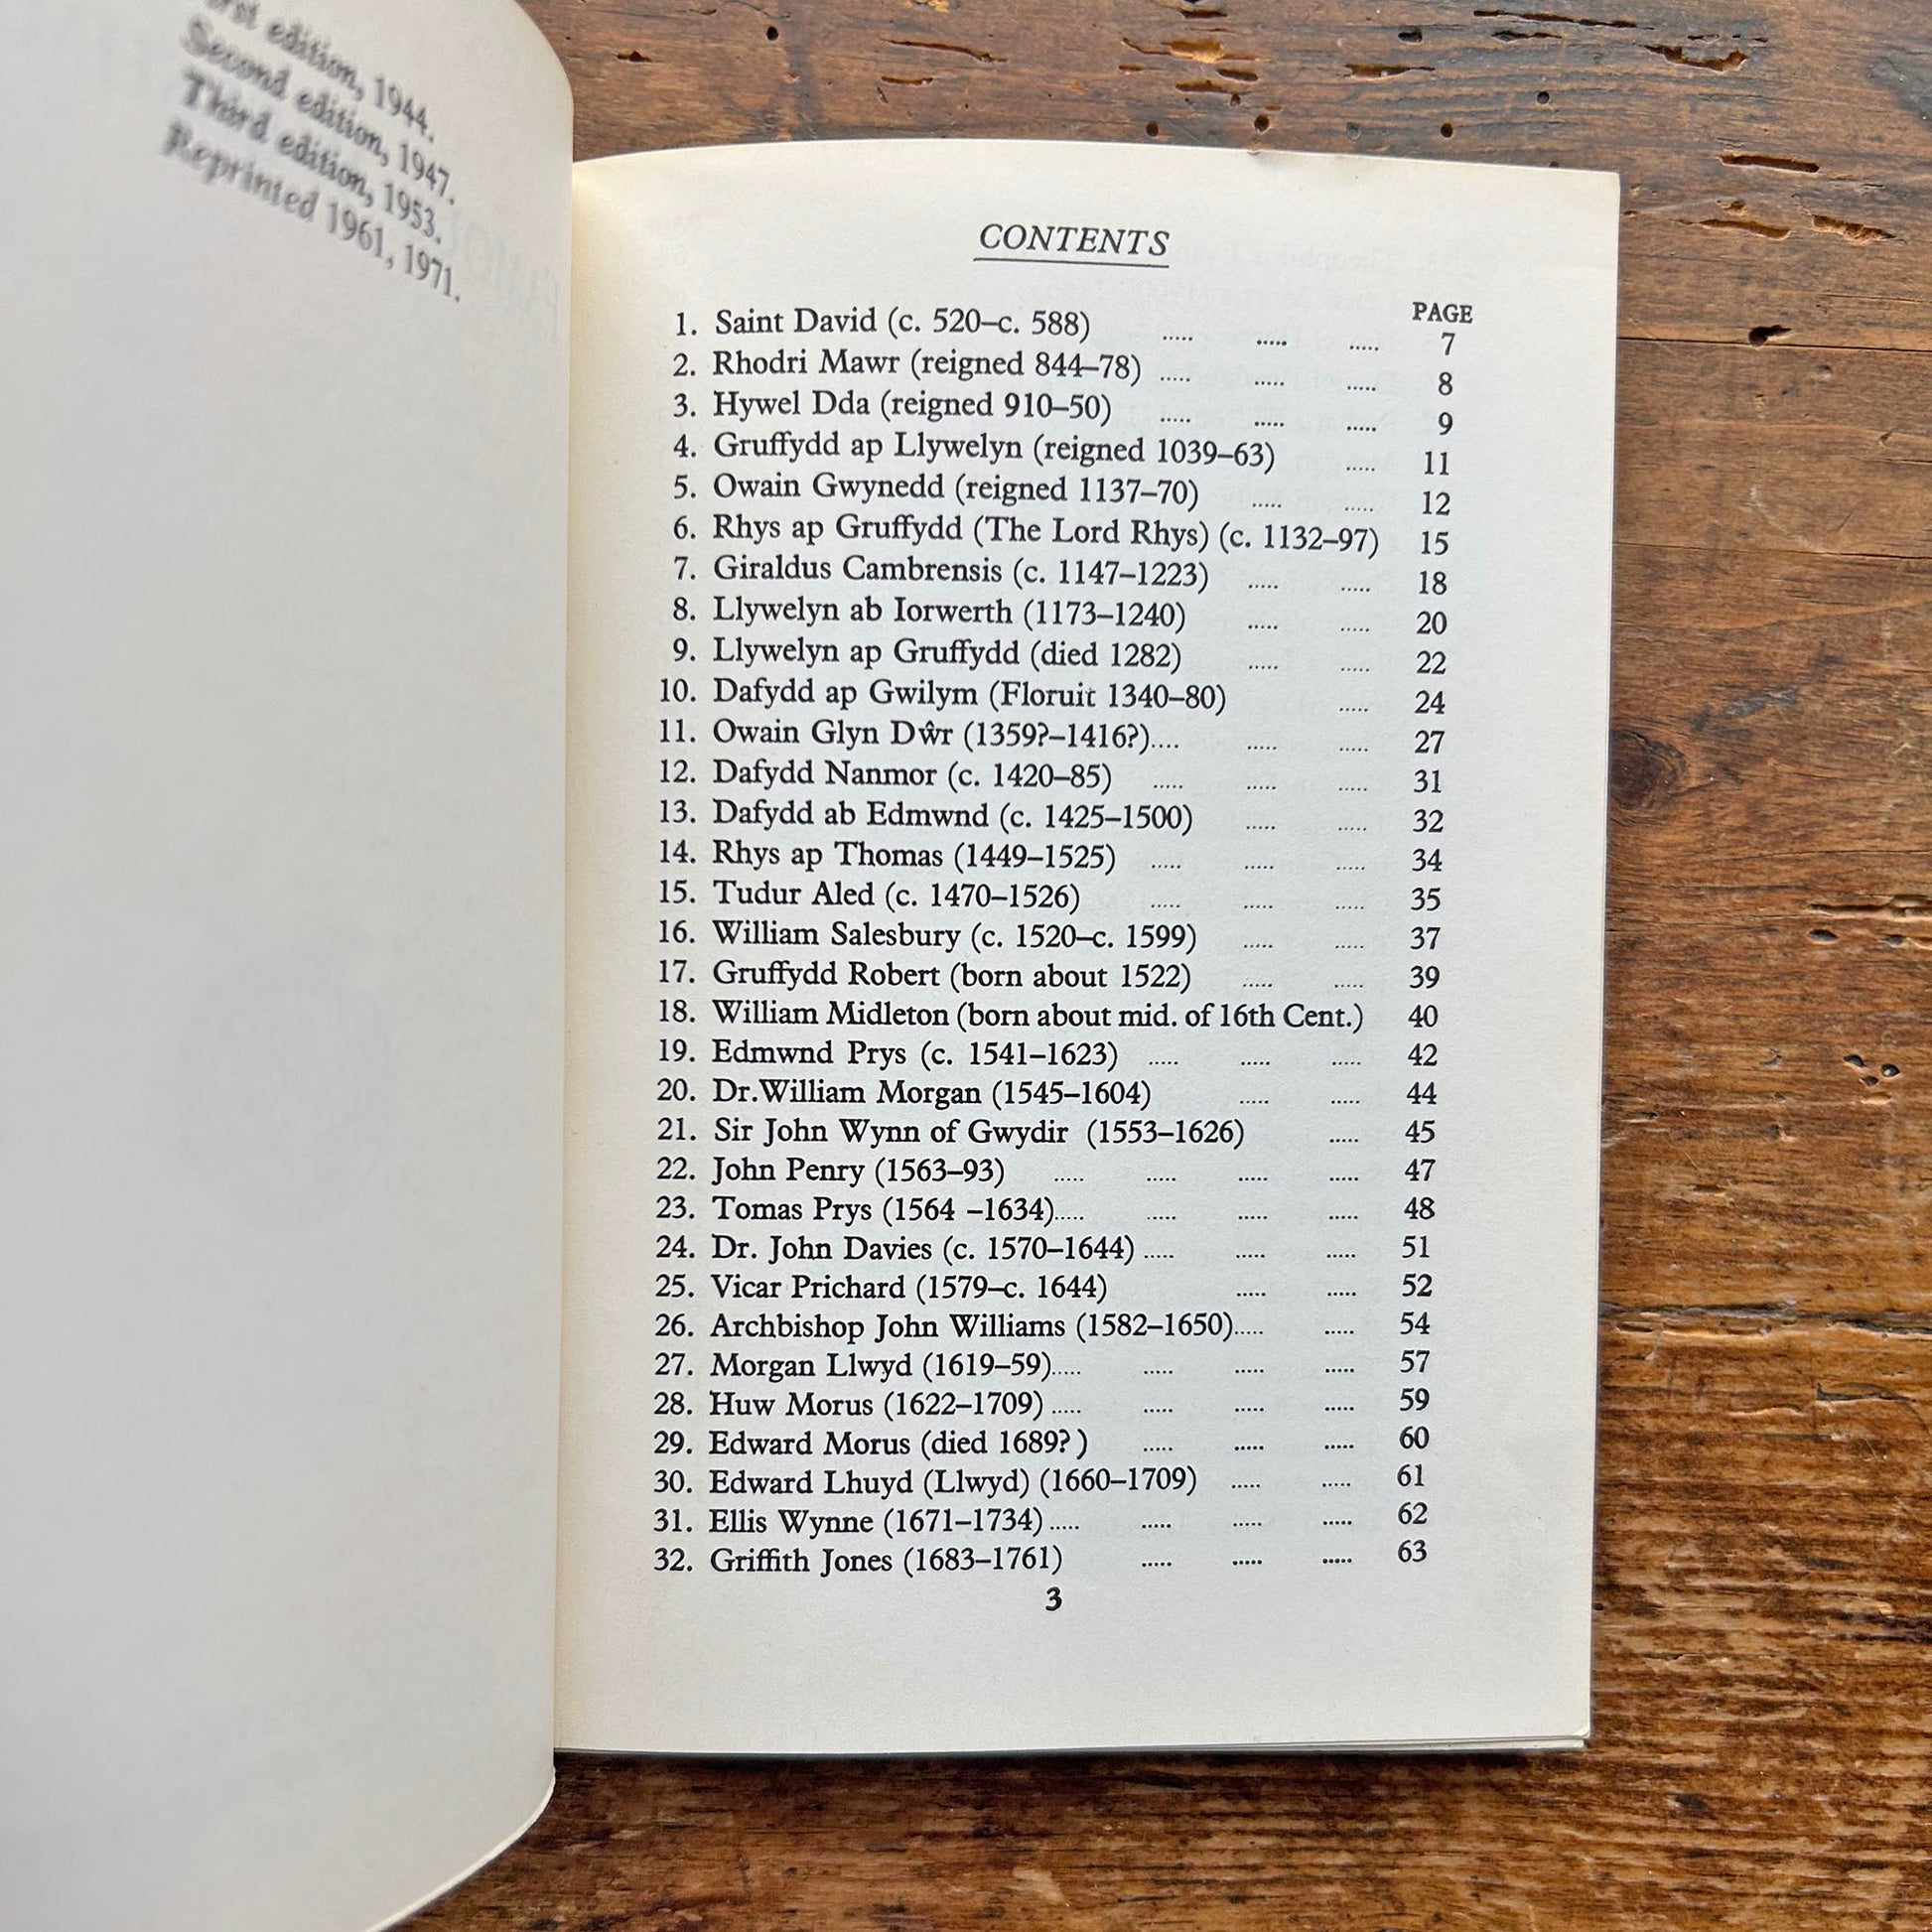 edition, 1944.
Second edition, 1947.
Third edition, 1953.
Reprinted 1961, 1971.
CONTENTS
PAGE
1. Saint David (c. 520–c. 588) ..... ..... ..... 7
2. Rhodri Mawr (reigned 844–78) ..... ..... ..... 8
3. Hywel Dda (reigned 910–50) ..... ..... ..... 9
4. Gruffydd ap Llywelyn (reigned 1039–63) ..... 11
5. Owain Gwynedd (reigned 1137–70) ..... ..... 12
6. Rhys ap Gruffydd (The Lord Rhys) (c. 1132–97) 15
7. Giraldus Cambrensis (c. 1147–1223) ..... ..... 18
8. Llywelyn ab Iorwerth (1173–1240) ..... ..... 20
9. Llywelyn ap Gruffydd (died 1282) ..... ..... 22
10. Dafydd ap Gwilym (Floruit 1340–80) ..... 24
11. Owain Glyn Dŵr (1359?–1416?).... ..... ..... 27
12. Dafydd Nanmor (c. 1420–85) ..... ..... ..... 31
13. Dafydd ab Edmwnd (c. 1425–1500) ..... ..... 32
14. Rhys ap Thomas (1449–1525) ..... ..... ..... 34
15. Tudur Aled (c. 1470–1526) ..... ..... ..... 35
16. William Salesbury (c. 1520–c. 1599) ..... ..... 37
17. Gruffydd Robert (born about 1522) ..... ..... 39
18. William Midleton (born about mid. of 16th Cent.) 40
19. Edmwnd Prys (c. 1541–1623) ..... ..... ..... 42
20. Dr.William Morgan (1545–1604) ..... ..... 44
21. Sir John Wynn of Gwydir (1553–1626) ..... 45
22. John Penry (1563–93) ..... ..... ..... ..... 47
23. Tomas Prys (1564 –1634)..... ..... ..... ..... 48
24. Dr. John Davies (c. 1570–1644) ..... ..... ..... 51
25. Vicar Prichard (1579–c. 1644) ..... ..... 52
26. Archbishop John Williams (1582–1650)..... ..... 54
27. Morgan Llwyd (1619–59)..... ..... ..... ..... 57
28. Huw Morus (1622–1709) ..... ..... ..... ..... 59
29. Edward Morus (died 1689? ) ..... ..... ..... 60
30. Edward Lhuyd (Llwyd) (1660–1709) ..... ..... 61
31. Ellis Wynne (1671–1734) ..... ..... ..... ..... 62
32. Griffith Jones (1683–1761) ..... ..... ..... 63
3